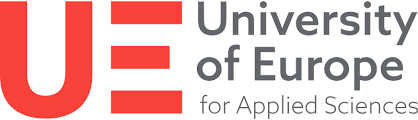 UE
University
of Europe
for Applied Sciences